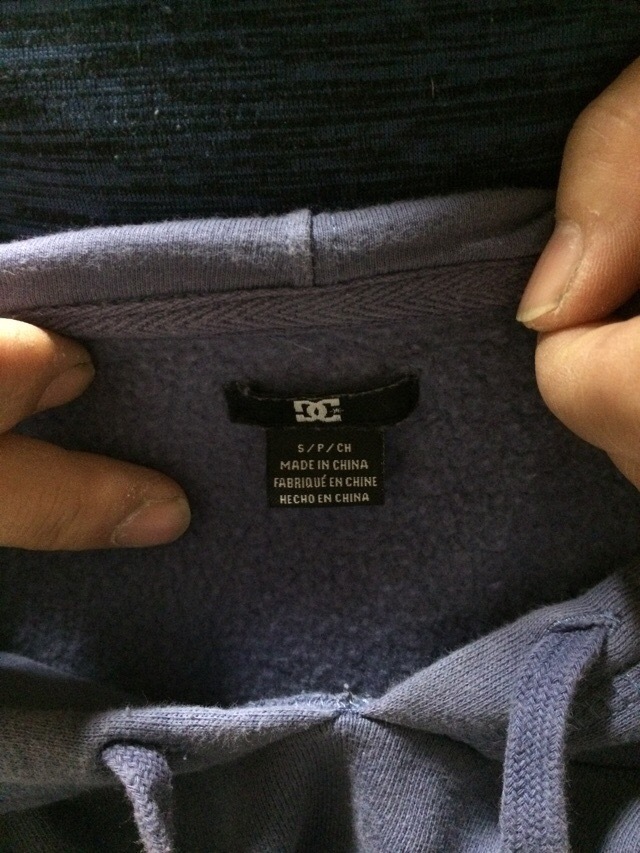 DC
S/P/CH
MADE IN CHINA
FABRIQUÉ EN CHINE
HECHO EN CHINA